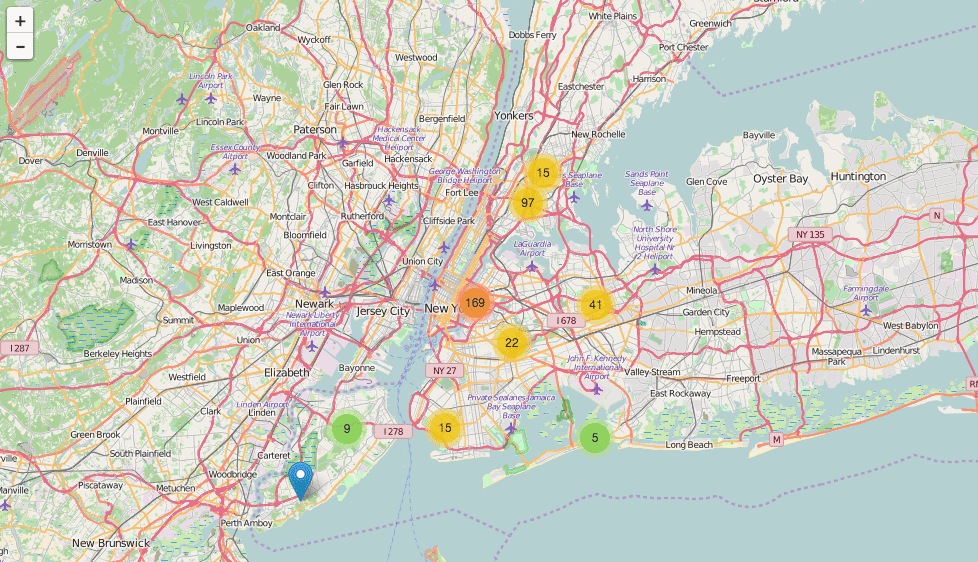 +
−
Oakland
Wyckoff
Westwood
Dobbs Ferry
White Plains
Greenwich
Port Chester
Harrison
Eastchester
Glen Rock
Fair Lawn
Bergenfield
Yonkers
New Rochelle
Lincoln Park
Airport
Wayne
Lincoln Park
Montville
Paterson
Hackensack
Medical Center
Heliport
Hackensack
Essex County
Airport
Woodland Park
Garfield
Denville
Dover
George Washington
Bridge Heliport
Fort Lee
Clifton
Hasbrouck Heights
West Caldwell
East Hanover
Montclair
Rutherford
Cliffside Park
Bloomfield
Livingston
Morristown
Union City
East Orange
Madison
Maplewood
Newark
Newark Liberty
International
Airport
Jersey City
New Y
Summit
Union
Berkeley Heights
I 287
Westfield
Elizabeth
Bayonne
Plainfield
Clark
Linden Airport
Linden
Green Brook
South Plainfield
Carteret
Woodbridge
Metuchen
Piscataway
Perth Amboy
New Brunswick
15
97
169
41
22
15
9
5
s Seaplane
Base
Sands Point
Seaplane
Base
Bayville
Glen Cove
Oyster Bay
Huntington
LaGuardia
Airport
North Shore
University
Hospital Nr
2 Heliport
NY 135
N
Mineola
Garden City
Hempstead
Farmingdale
Airport
West Babylon
Lindenhurst
Massapequa
Park
I 678
NY 27
John F. Kennedy
International
Airport
Valley Stream
Freeport
East Rockaway
Long Beach
M
I 278